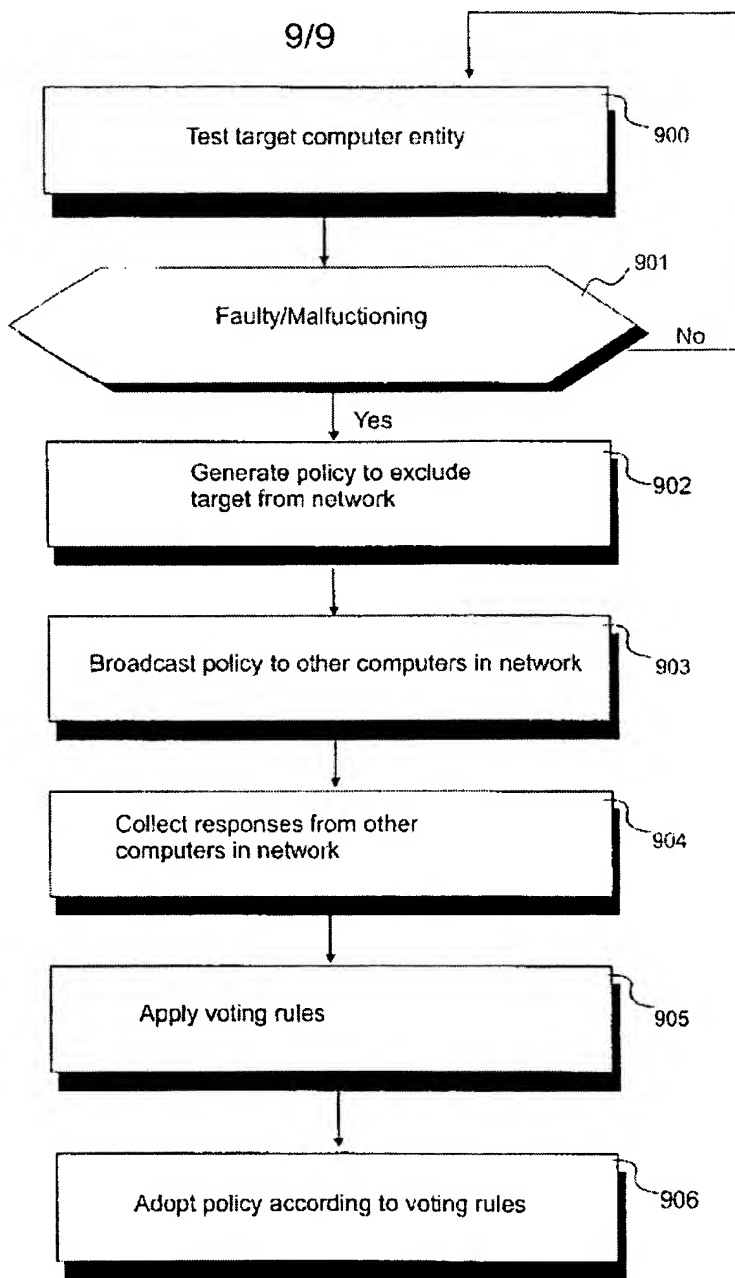 9/9
Test target computer entity
900
Faulty/Malfuctioning
901
No
Yes
Generate policy to exclude
target from network
902
Broadcast policy to other computers in network
903
Collect responses from other
computers in network
904
Apply voting rules
905
Adopt policy according to voting rules
906